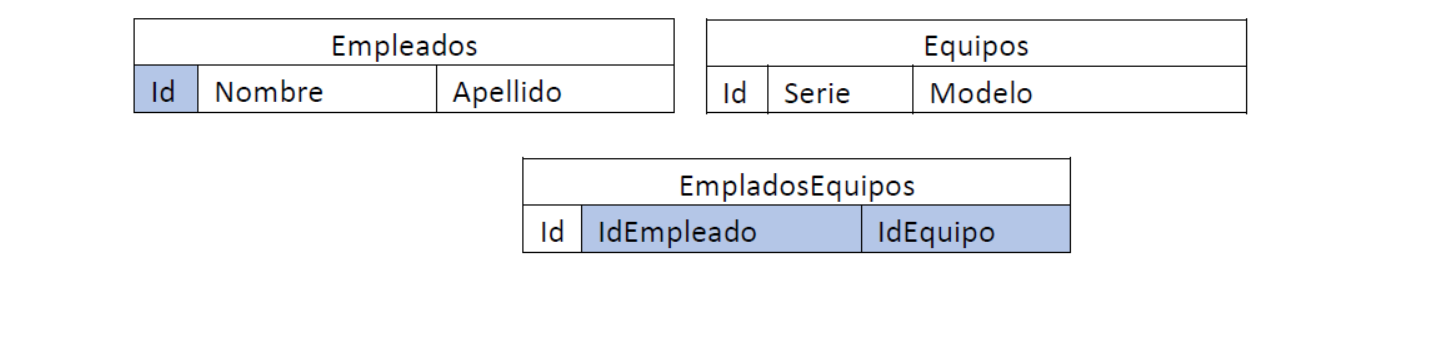 Empleados
Id Nombre Apellido
Equipos
Id Serie Modelo
EmpladosEquipos
Id IdEmpleado IdEquipo